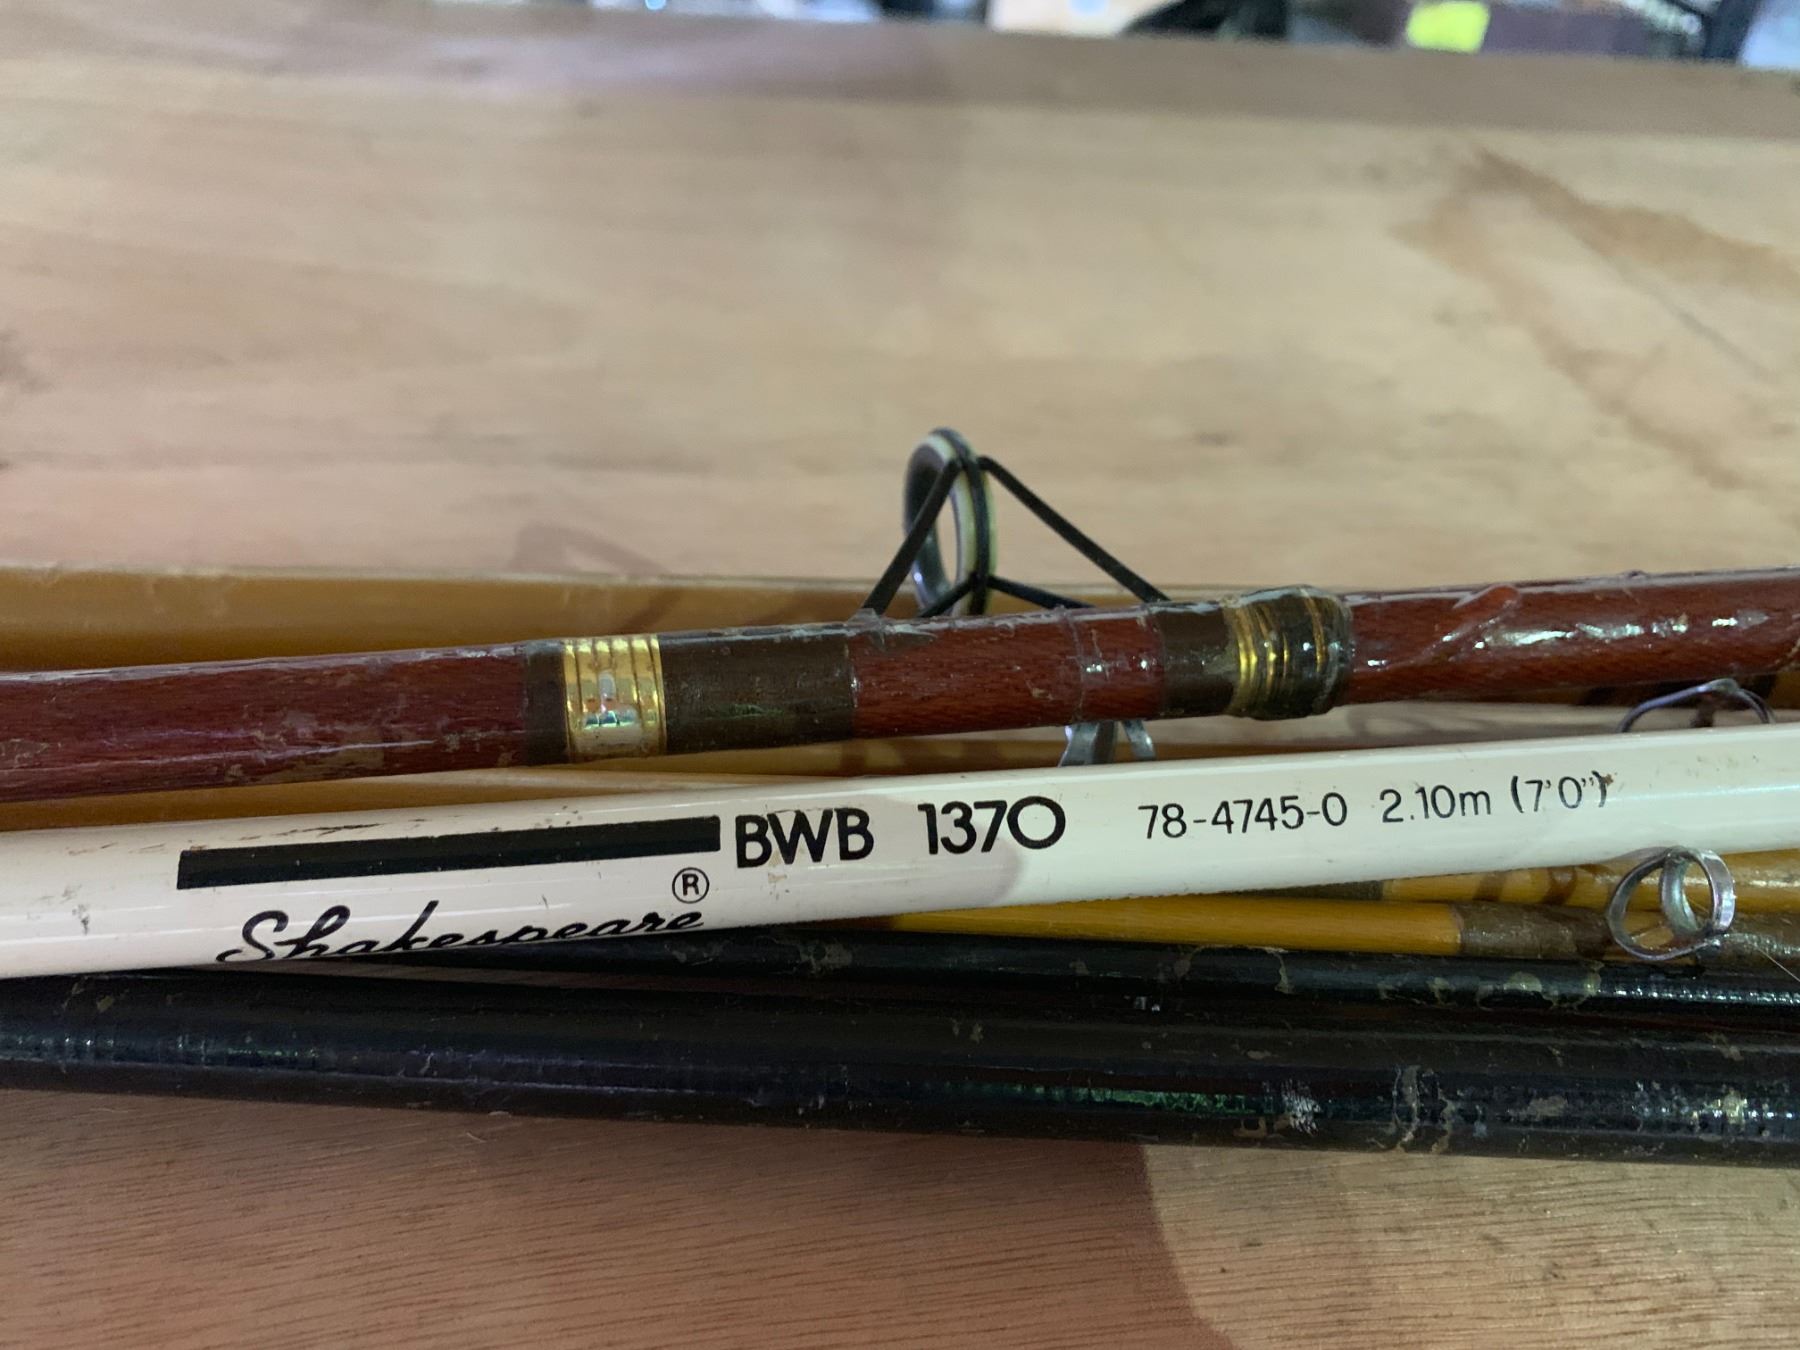 BWB 1370 78-4745-0 2.10m (7'0")
Shakespeare®